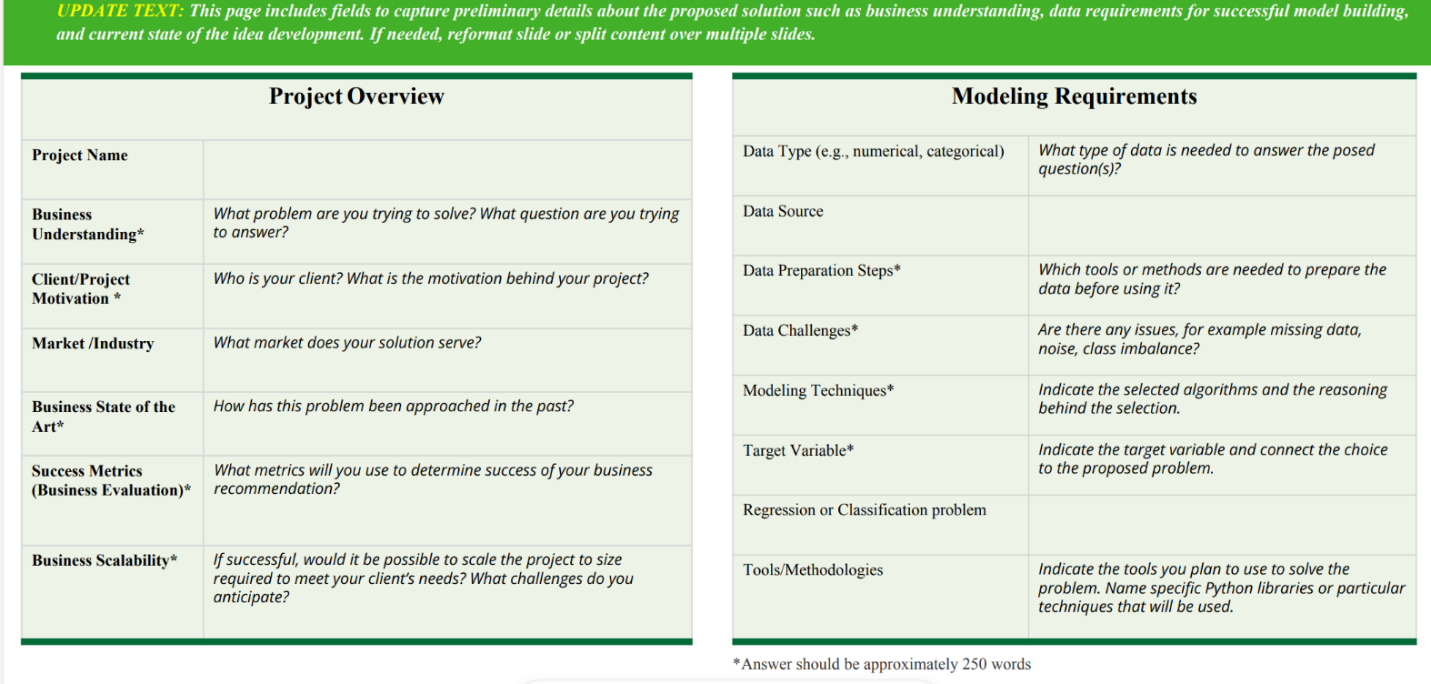 UPDATE TEXT: This page includes fields to capture preliminary details about the proposed solution such as business understanding, data requirements for successful model building,
and current state of the idea development. If needed, reformat slide or split content over multiple slides.
Project Overview
Project Name
Business
Understanding*
What problem are you trying to solve? What question are you trying
to answer?
Client/Project
Motivation *
Who is your client? What is the motivation behind your project?
Market /Industry
What market does your solution serve?
Business State of the
Art*
How has this problem been approached in the past?
Success Metrics
(Business Evaluation)*
What metrics will you use to determine success of your business
recommendation?
Business Scalability*
If successful, would it be possible to scale the project to size
required to meet your client's needs? What challenges do you
anticipate?
Modeling Requirements
Data Type (e.g., numerical, categorical)
What type of data is needed to answer the posed
question(s)?
Data Source
Data Preparation Steps*
Which tools or methods are needed to prepare the
data before using it?
Data Challenges*
Are there any issues, for example missing data,
noise, class imbalance?
Modeling Techniques*
Indicate the selected algorithms and the reasoning
behind the selection.
Target Variable*
Indicate the target variable and connect the choice
to the proposed problem.
Regression or Classification problem
Tools/Methodologies
Indicate the tools you plan to use to solve the
problem. Name specific Python libraries or particular
techniques that will be used.
*Answer should be approximately 250 words